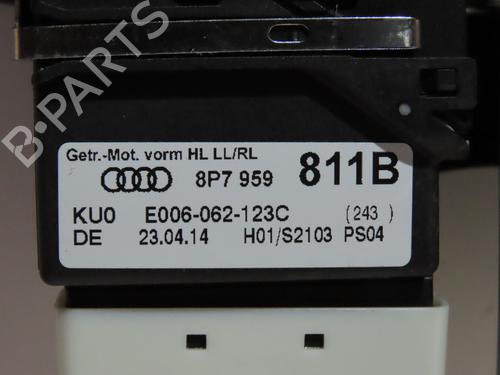 B-PARTS
Getr.-Mot. vorm HL LL/RL
8P7 959 811B
KU0 E006-062-123C (243)
DE 23.04.14 H01/S2103 PS04